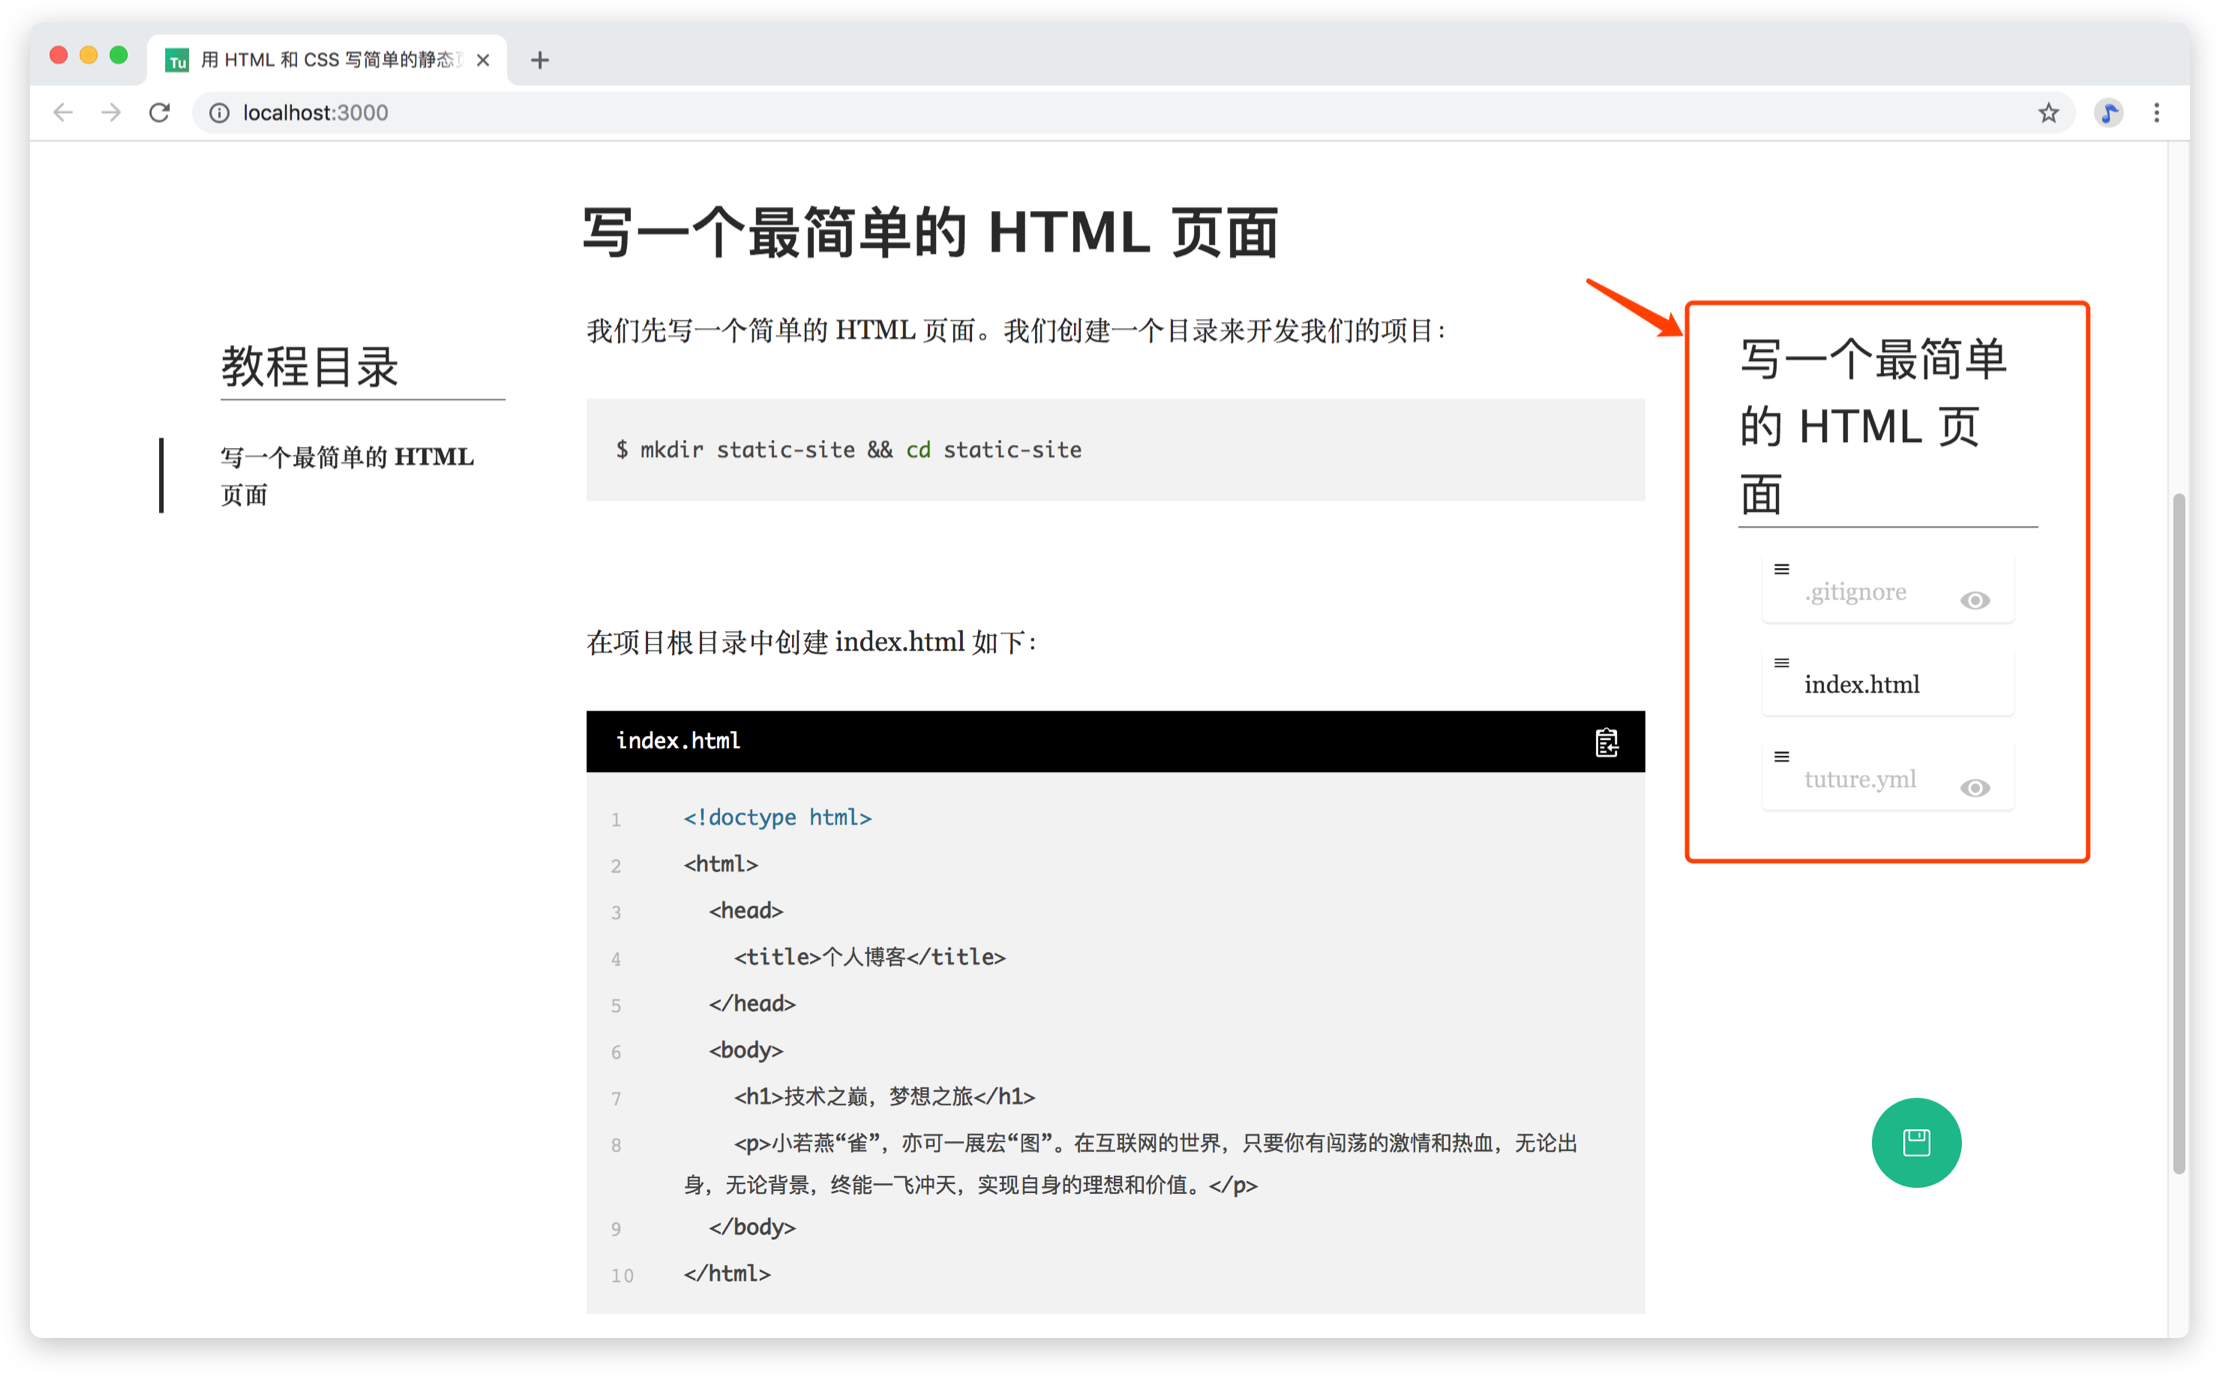 Tu 用 HTML 和 CSS 写简单的静态
localhost:3000
写一个最简单的 HTML 页面
我们先写一个简单的 HTML 页面。我们创建一个目录来开发我们的项目：
$ mkdir static-site && cd static-site
在项目根目录中创建 index.html 如下：
index.html
1 <!doctype html>
2 <html>
3 <head>
4 <title>个人博客</title>
5 </head>
6 <body>
7 <h1>技术之巅，梦想之旅</h1>
8 <p>小若燕“雀”，亦可一展宏“图”。在互联网的世界，只要你有闯荡的激情和热血，无论出
身，无论背景，终能一飞冲天，实现自身的理想和价值。</p>
9 </body>
10 </html>
教程目录
写一个最简单的 HTML
页面
写一个最简单
的 HTML 页
面
.gitignore
index.html
tuture.yml